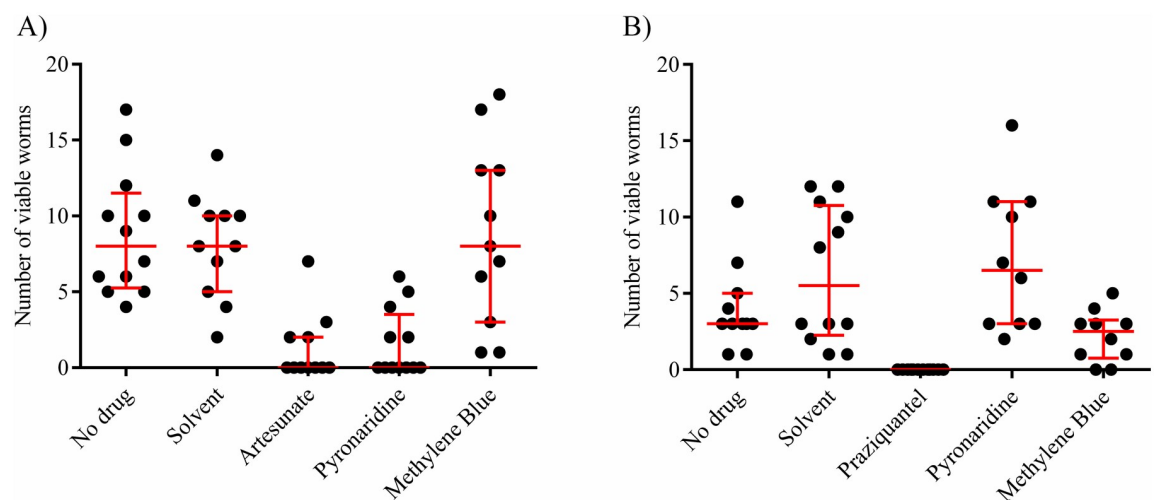 A)
Number of viable worms
20
15
10
5
0
No drug
Solvent
Artesunate
Pyronaridine
Methylene Blue
B)
Number of viable worms
20
15
10
5
0
No drug
Solvent
Praziquantel
Pyronaridine
Methylene Blue